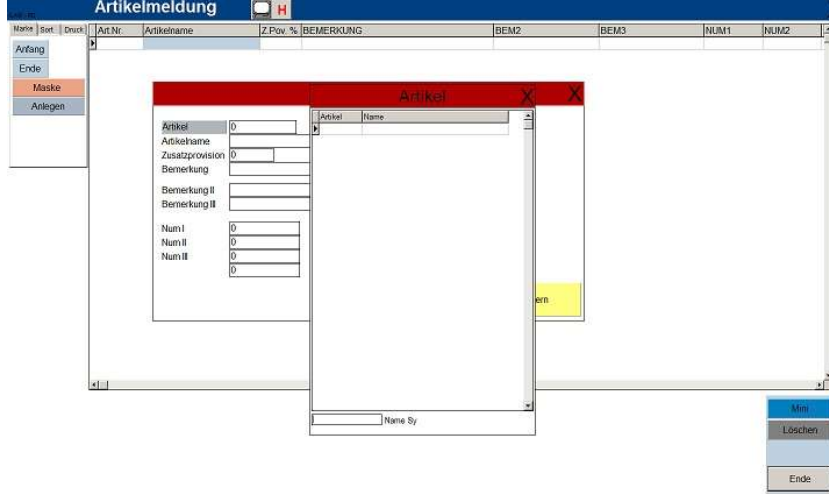 Artikelmeldung H
Marke Sort Druck
Art.Nr. Artikelname Z.Pov. % BEMERKUNG BEM2 BEM3 NUM1 NUM2
Anfang
Ende
Maske
Anlegen
Artikel X X
Artikel 0
Artikel Name
Artikelname
Zusatzprovision 0
Bemerkung
Bemerkung II
Bemerkung III
Num I 0
Num II 0
Num III 0
0
ern
Name Sy
Mini
Löschen
Ende